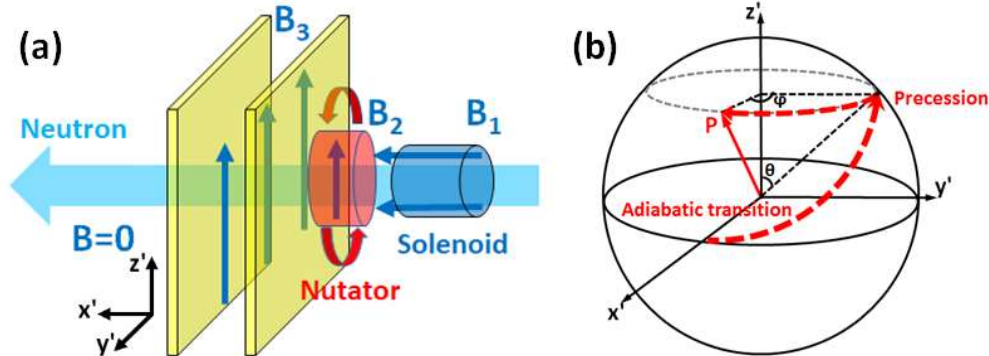 (a)
B3
B2
B1
Neutron
B=0
Solenoid
Nutator
z'
x'
y'
(b)
z'
φ
Precession
P
θ
y'
Adiabatic transition
x'